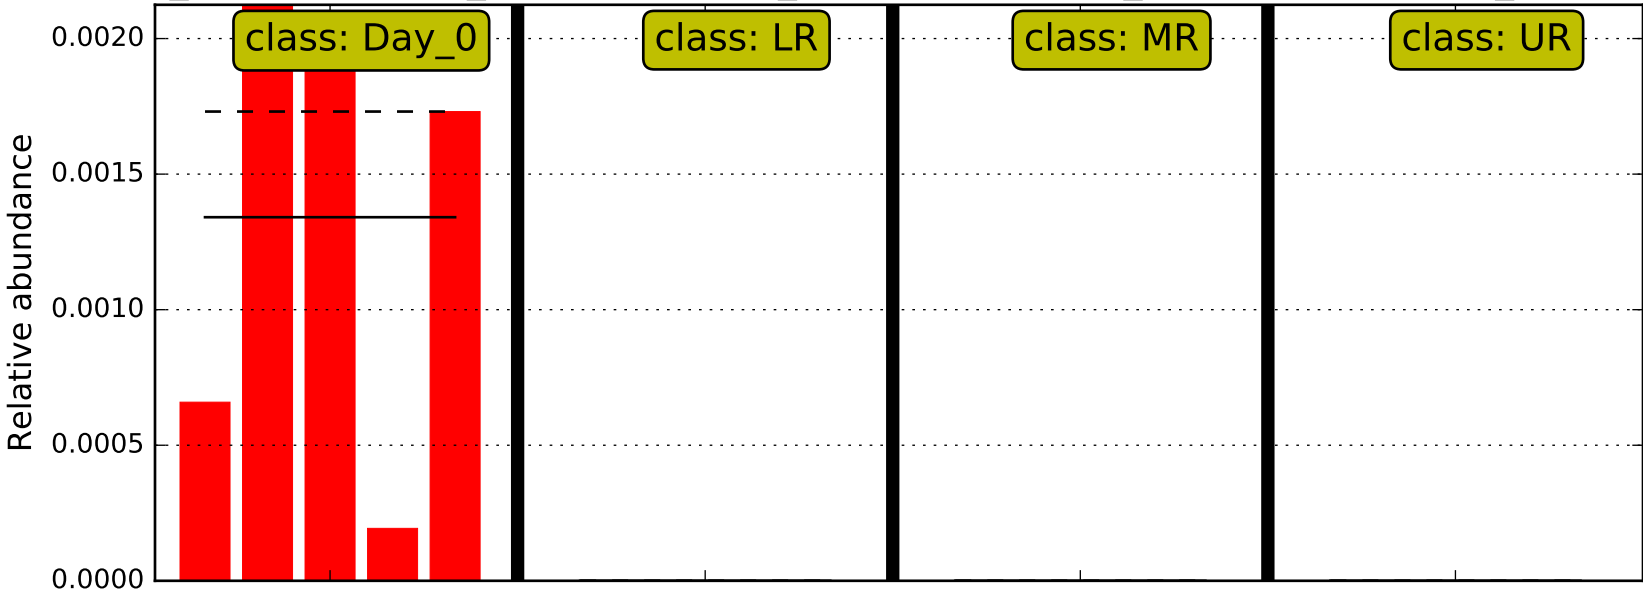 Relative abundance
0.0020
0.0015
0.0010
0.0005
0.0000
class: Day_0
class: LR
class: MR
class: UR